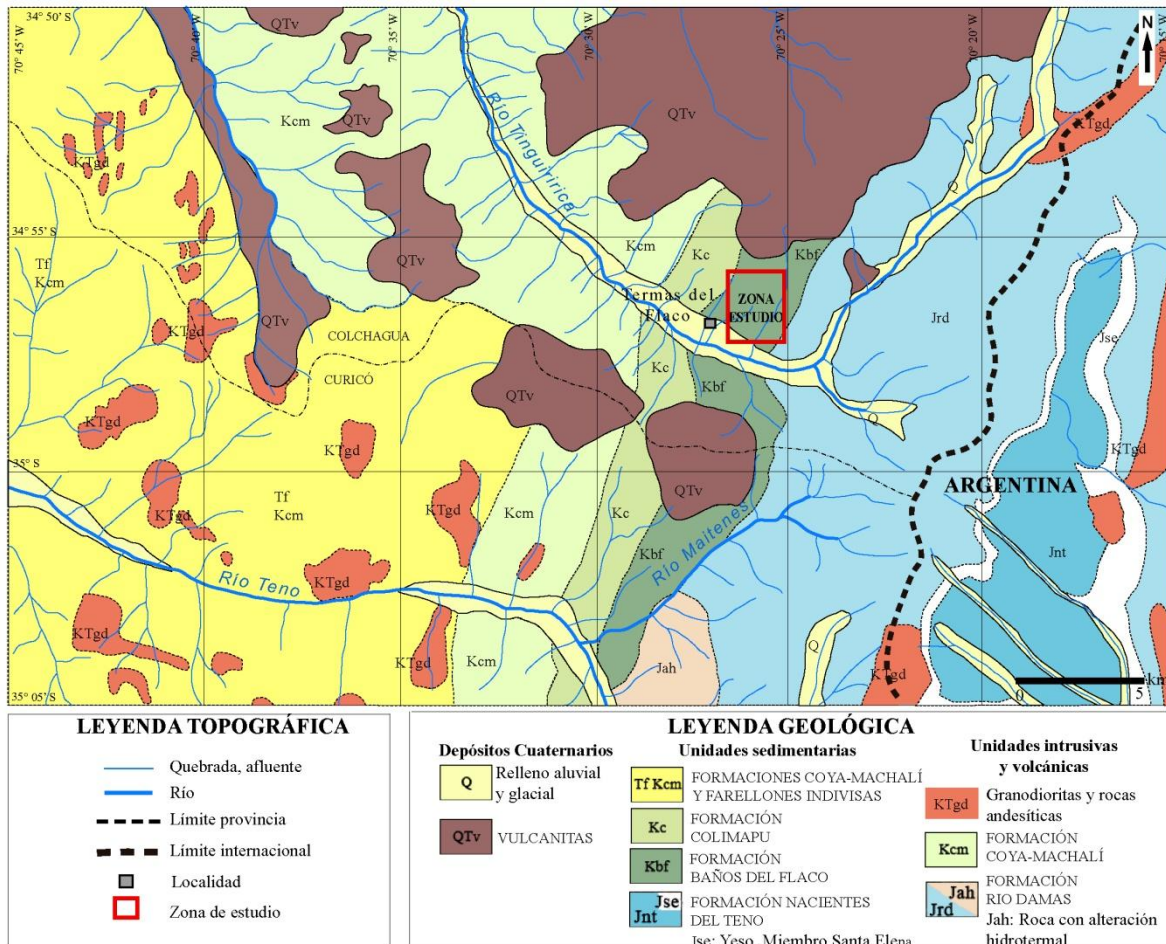 34° 50' S
70° 45' W
70° 40' W
70° 35' W
70° 30' W
70° 25' W
70° 20' W
70° 15' W
N
QTv
Kcm
QTv
Río Tinguiririca
QTv
KTgd
KTgd
Q
34° 55' S
Tf
Kcm
QTv
Kcm
Kc
Kbf
Termas del
Flaco
ZONA
ESTUDIO
Jrd
Jse
KTgd
QTv
COLCHAGUA
CURICÓ
Kc
Kbf
QTv
KTgd
KTgd
Q
35° S
ARGENTINA
KTgd
Tf
Kcm
KTgd
Kcm
Kc
QTv
Kbf
Río Maitenes
Jnt
Río Teno
KTgd
KTgd
KTgd
Kcm
Jah
Q
KTgd
35° 05' S
0 5 km
LEYENDA TOPOGRÁFICA
Quebrada, afluente
Río
Límite provincia
Límite internacional
Localidad
Zona de estudio
LEYENDA GEOLÓGICA
Depósitos Cuaternarios
Q Relleno aluvial
y glacial
QTv VULCANITAS
Unidades sedimentarias
Tf Kcm FORMACIONES COYA-MACHALÍ
Y FARELLONES INDIVISAS
Kc FORMACIÓN
COLIMAPU
Kbf FORMACIÓN
BAÑOS DEL FLACO
Jse Jnt FORMACIÓN NACIENTES
DEL TENO
Jse: Yeso, Miembro Santa Elena
Unidades intrusivas
y volcánicas
KTgd Granodioritas y rocas
andesíticas
Kcm FORMACIÓN
COYA-MACHALÍ
Jah Jrd FORMACIÓN
RIO DAMAS
Jah: Roca con alteración
hidrotermal